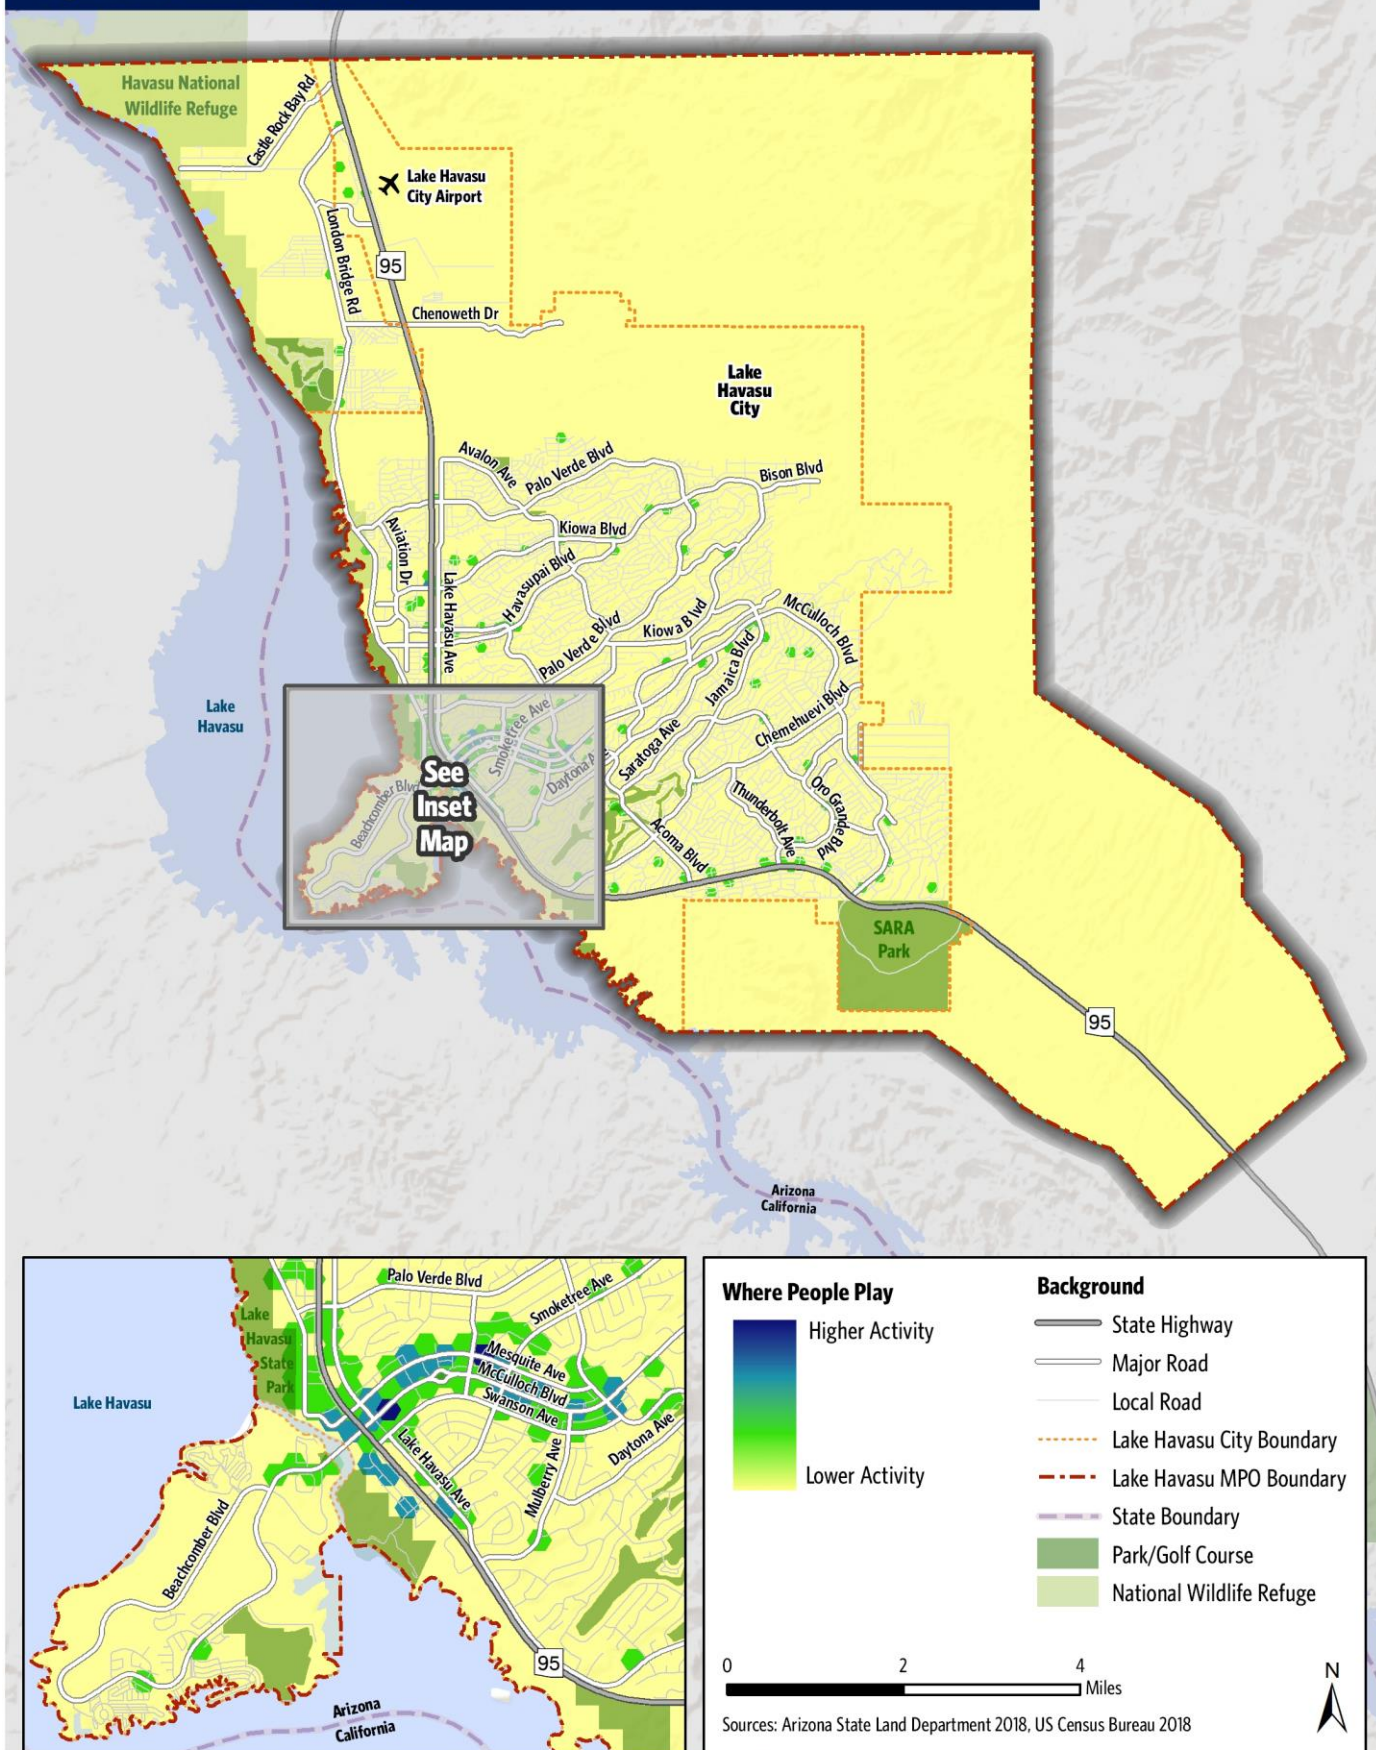 Havasu National
Wildlife Refuge
Castle Rock Bay Rd
Lake Havasu
City Airport
London Bridge Rd
95
Chenoweth Dr
Lake
Havasu
City
Avalon Ave
Palo Verde Blvd
Bison Blvd
Aviation Dr
Kiowa Blvd
Havasupai Blvd
Lake Havasu Ave
Palo Verde Blvd
Kiowa Blvd
McCulloch Blvd
Jamaica Blvd
Lake
Havasu
Smoketree Ave
Saratoga Ave
Chemehuevi Blvd
Daytona A
Beachcomber Blvd
See
Inset
Map
Thunderbolt Ave
Oro Grande Blvd
Acoma Blvd
SARA
Park
95
Arizona
California
Palo Verde Blvd
Smoketree Ave
Lake
Havasu
State
Park
Mesquite Ave
McCulloch Blvd
Swanson Ave
Lake Havasu
Lake Havasu Ave
Mulberry Ave
Daytona Ave
Beachcomber Blvd
95
Arizona
California
Where People Play
Higher Activity
Lower Activity
Background
State Highway
Major Road
Local Road
Lake Havasu City Boundary
Lake Havasu MPO Boundary
State Boundary
Park/Golf Course
National Wildlife Refuge
0 2 4
Miles
N
Sources: Arizona State Land Department 2018, US Census Bureau 2018